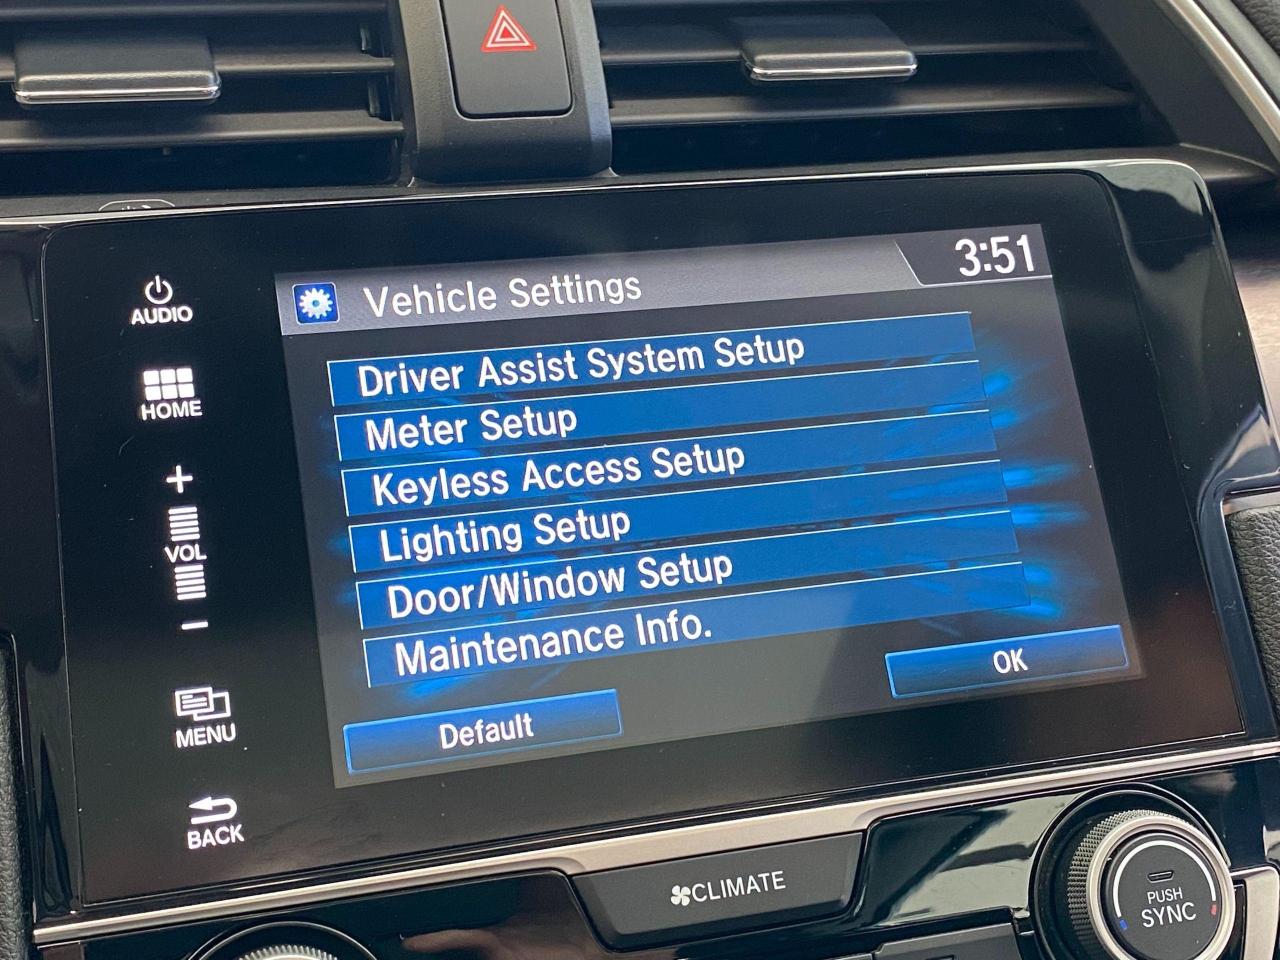 3:51
Vehicle Settings
AUDIO
Driver Assist System Setup
HOME
Meter Setup
Keyless Access Setup
+
Lighting Setup
VOL
Door/Window Setup
-
Maintenance Info.
OK
MENU
Default
BACK
CLIMATE
PUSH
SYNC